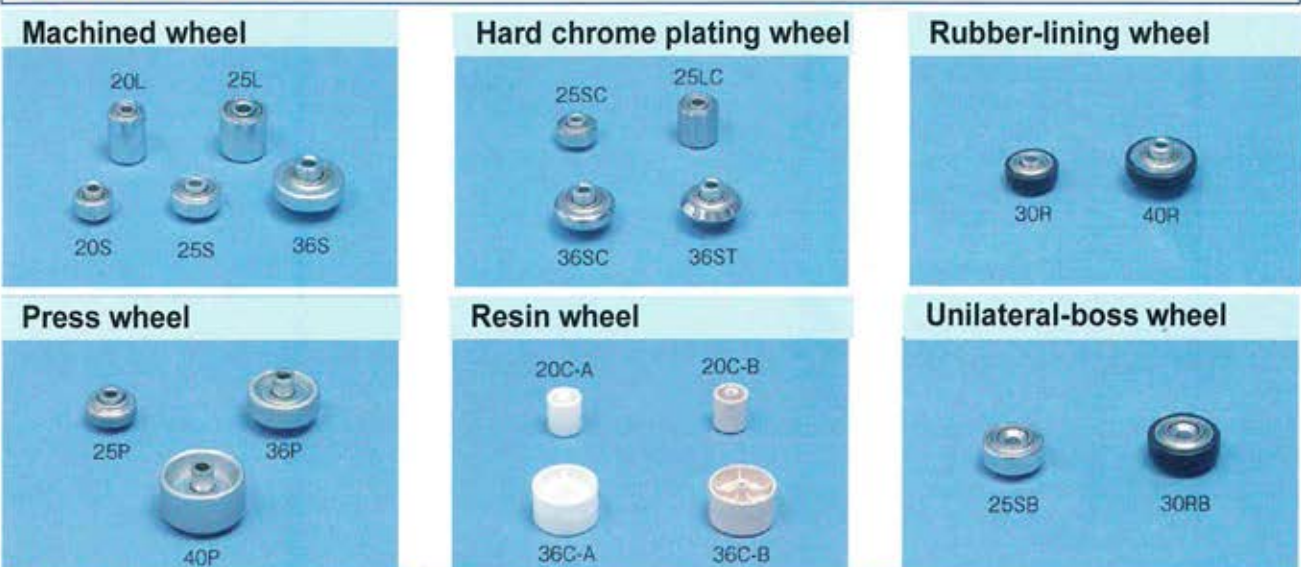 Machined wheel
20L 25L
20S 25S 36S
Hard chrome plating wheel
25SC 25LC
36SC 36ST
Rubber-lining wheel
30R 40R
Press wheel
25P 36P
40P
Resin wheel
20C-A 20C-B
36C-A 36C-B
Unilateral-boss wheel
25SB 30RB